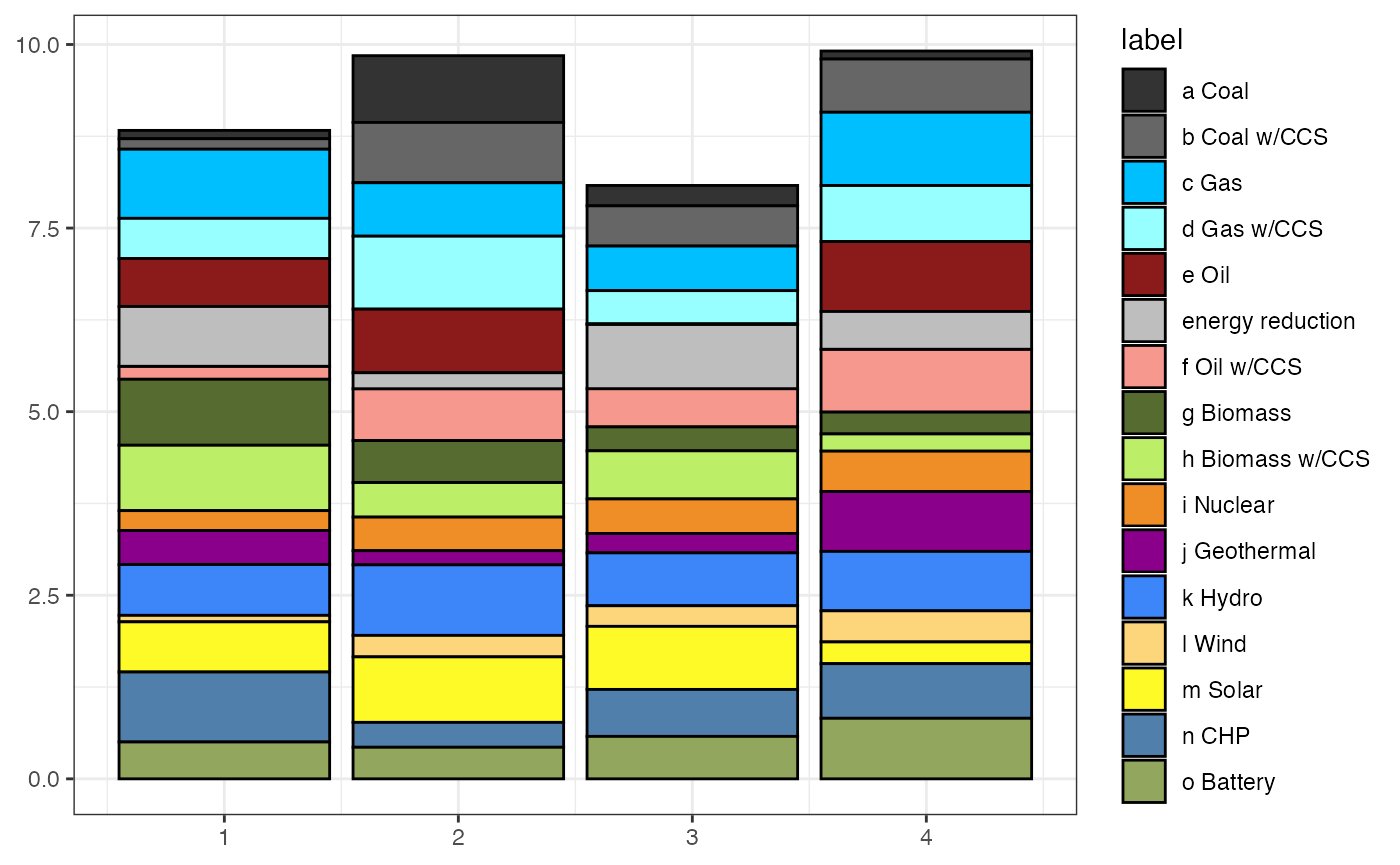 10.0
7.5
5.0
2.5
0.0
1
2
3
4
label
a Coal
b Coal w/CCS
c Gas
d Gas w/CCS
e Oil
energy reduction
f Oil w/CCS
g Biomass
h Biomass w/CCS
i Nuclear
j Geothermal
k Hydro
l Wind
m Solar
n CHP
o Battery